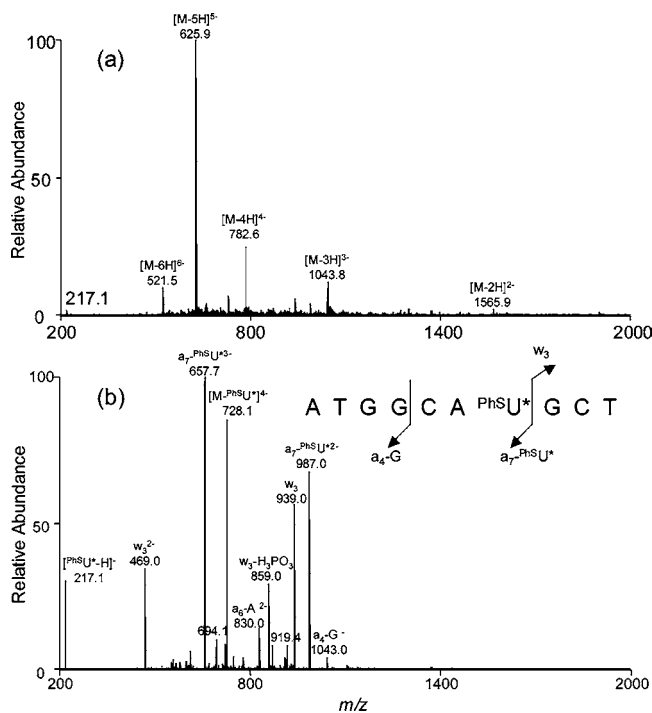 [M-5H]5-
625.9
(a)
100
[M-4H]4-
782.6
50
Relative Abundance
[M-6H]6-
521.5
[M-3H]3-
1043.8
[M-2H]2-
1565.9
217.1
0
200 800 1400 2000
a7-PhSU*3-
657.7
w3
100
(b)
[M-PhSU*]4-
728.1
A T G G C A PhSU* G C T
a4-G
a7-PhSU*
a7-PhSU*2-
987.0
w3
939.0
50
Relative Abundance
w3 2-
469.0
w3-H3PO3
859.0
[PhSU*-H]-
217.1
a6-A 2-
830.0
694.1
919.4
a4-G -
1043.0
0
200 800 1400 2000
m/z